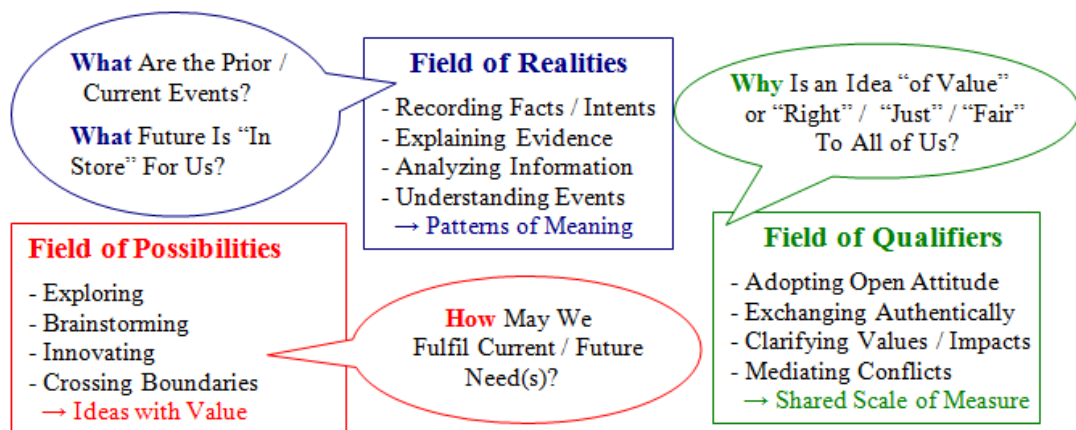 What Are the Prior /
Current Events?
What Future Is “In
Store” For Us?
Field of Realities
- Recording Facts / Intents
- Explaining Evidence
- Analyzing Information
- Understanding Events
→ Patterns of Meaning
Why Is an Idea “of Value”
or “Right” / “Just” / “Fair”
To All of Us?
Field of Possibilities
- Exploring
- Brainstorming
- Innovating
- Crossing Boundaries
→ Ideas with Value
How May We
Fulfil Current / Future
Need(s)?
Field of Qualifiers
- Adopting Open Attitude
- Exchanging Authentically
- Clarifying Values / Impacts
- Mediating Conflicts
→ Shared Scale of Measure